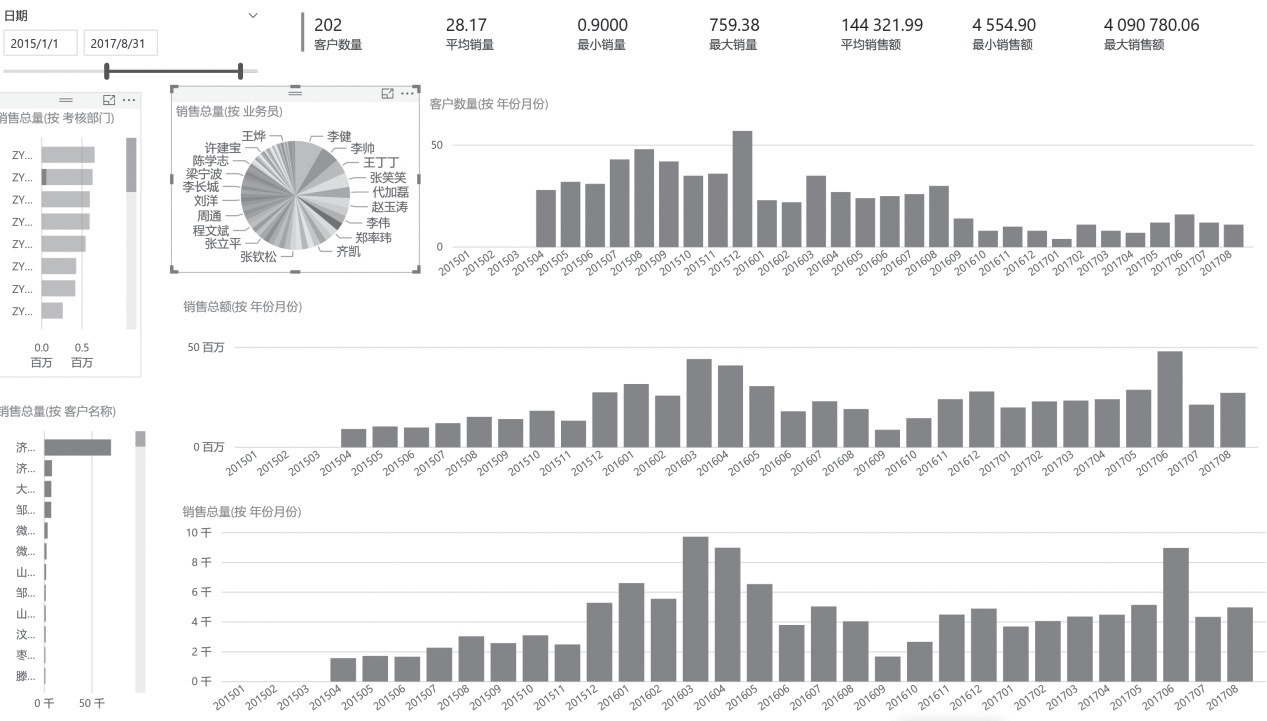 日期
2015/1/1
2017/8/31
202
客户数量
28.17
平均销量
0.9000
最小销量
759.38
最大销量
144 321.99
平均销售额
4 554.90
最小销售额
4 090 780.06
最大销售额
销售总量(按 考核部门)
ZY...
ZY...
ZY...
ZY...
ZY...
ZY...
ZY...
ZY...
0.0 0.5
百万 百万
销售总量(按 业务员)
王烨
许建宝
陈学志
梁宁波
李长城
刘洋
周通
程文斌
张立平
张钦松
李健
李帅
王丁丁
张笑笑
代加磊
赵玉涛
李伟
郑率玮
齐凯
客户数量(按 年份月份)
50
0
201501 201502 201503 201504 201505 201506 201507 201508 201509 201510 201511 201512 201601 201602 201603 201604 201605 201606 201607 201608 201609 201610 201611 201612 201701 201702 201703 201704 201705 201706 201707 201708
销售总额(按 年份月份)
50 百万
0 百万
201501 201502 201503 201504 201505 201506 201507 201508 201509 201510 201511 201512 201601 201602 201603 201604 201605 201606 201607 201608 201609 201610 201611 201612 201701 201702 201703 201704 201705 201706 201707 201708
销售总量(按 客户名称)
济...
济...
大...
邹...
微...
微...
山...
邹...
山...
汶...
枣...
滕...
0 千 50 千
销售总量(按 年份月份)
10 千
8 千
6 千
4 千
2 千
0 千
201501 201502 201503 201504 201505 201506 201507 201508 201509 201510 201511 201512 201601 201602 201603 201604 201605 201606 201607 201608 201609 201610 201611 201612 201701 201702 201703 201704 201705 201706 201707 201708